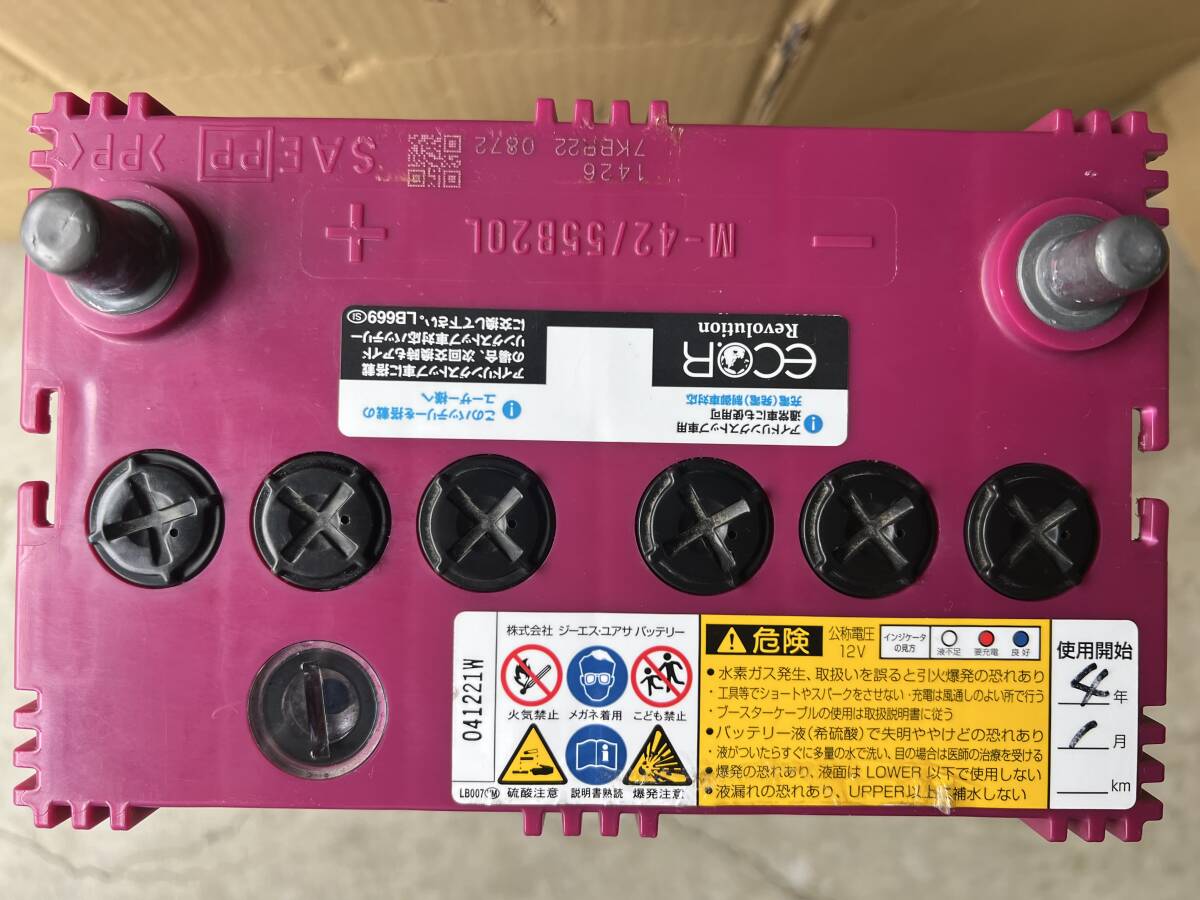 >PP<
SAE PP
1426
7KBR22 0872
+
M-42/55B20L
−
ECO.R
Revolution
アイドリングストップ車に搭載
の場合、次回交換時もアイド
リングストップ車対応バッテリー
に交換して下さい。LB669 SI
アイドリングストップ車用
通常車にも使用可
充電(発電)制御車対応
このバッテリーを搭載の
ユーザー様へ
041221W
LB007
株式会社 ジーエス・ユアサ バッテリー
火気禁止 メガネ着用 こども禁止
硫酸注意 説明書熟読 爆発注意
危険
公称電圧
12V
インジケータ
の見方
液不足 要充電 良好
•水素ガス発生、取扱いを誤ると引火爆発の恐れあり
・工具等でショートやスパークをさせない・充電は風通しのよい所で行う
・ブースターケーブルの使用は取扱説明書に従う
•バッテリー液(希硫酸)で失明ややけどの恐れあり
・液がついたらすぐに多量の水で洗い、目の場合は医師の治療を受ける
•爆発の恐れあり、液面は LOWER 以下で使用しない
•液漏れの恐れあり、UPPER以上に補水しない
使用開始
4年
1月
km